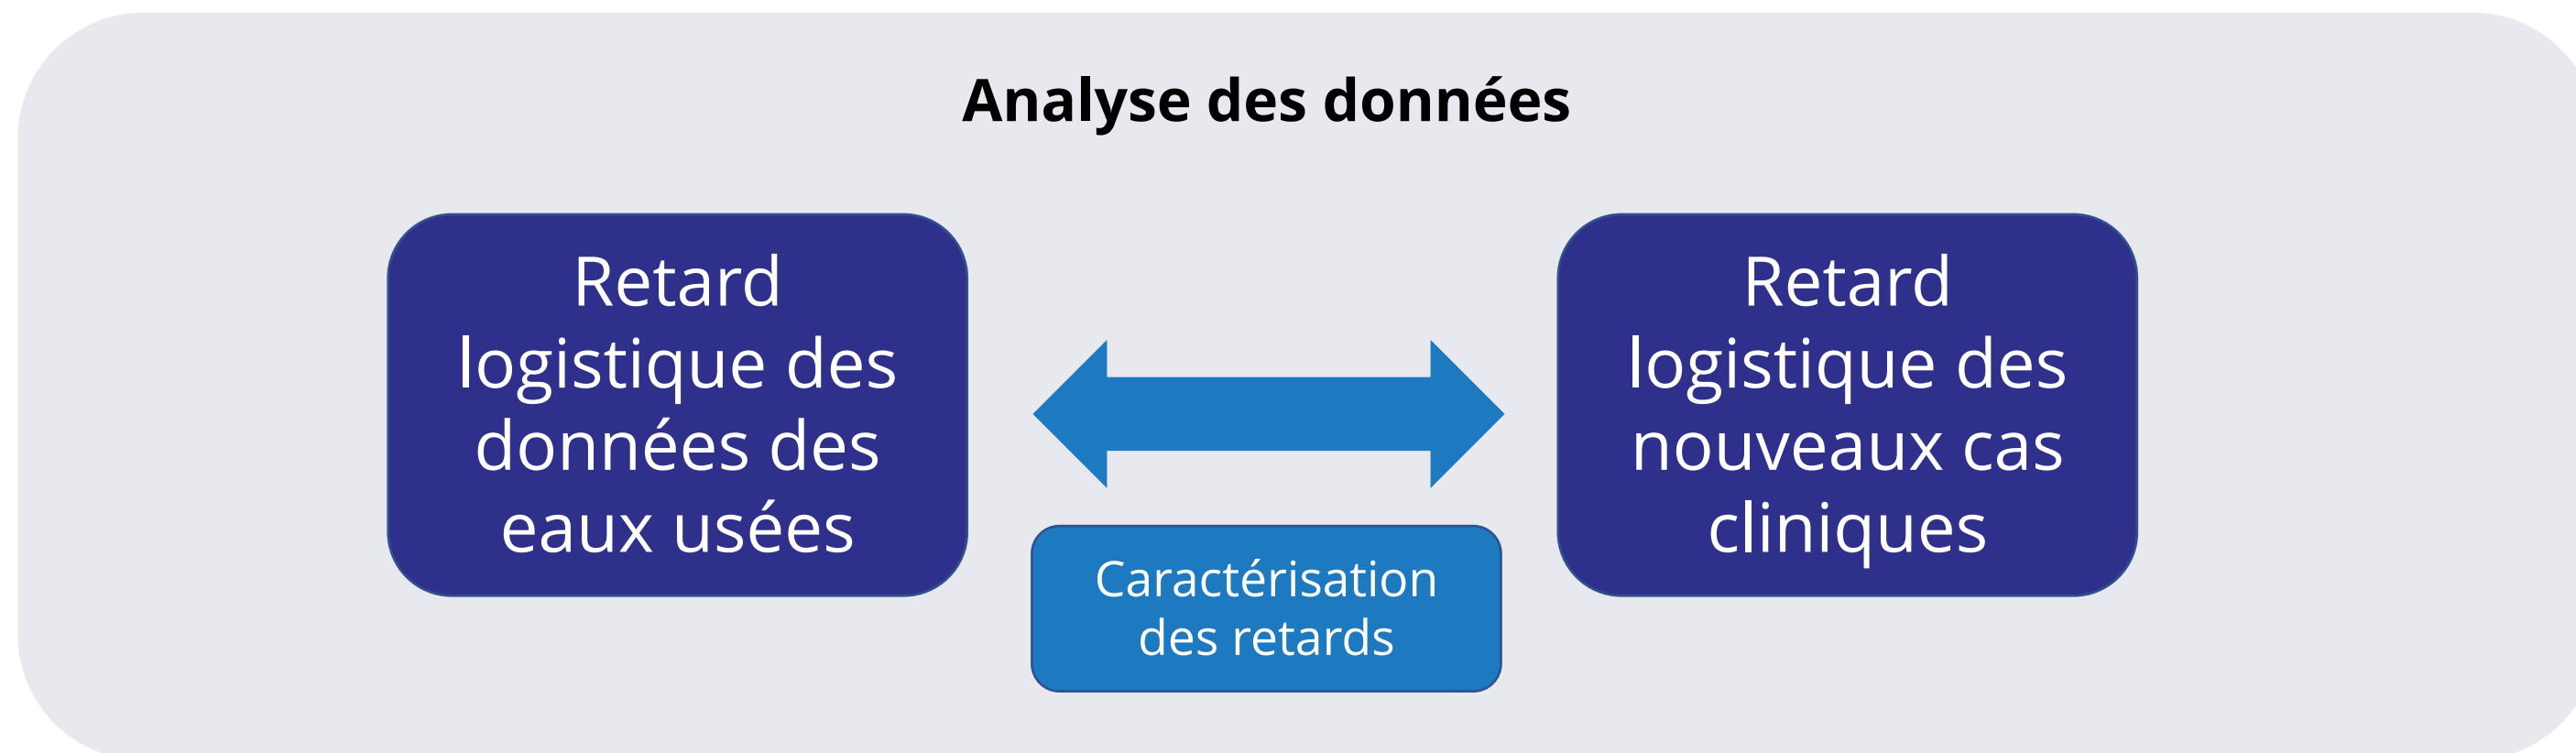 Analyse des données
Retard
logistique des
données des
eaux usées
Retard
logistique des
nouveaux cas
cliniques
Caractérisation
des retards